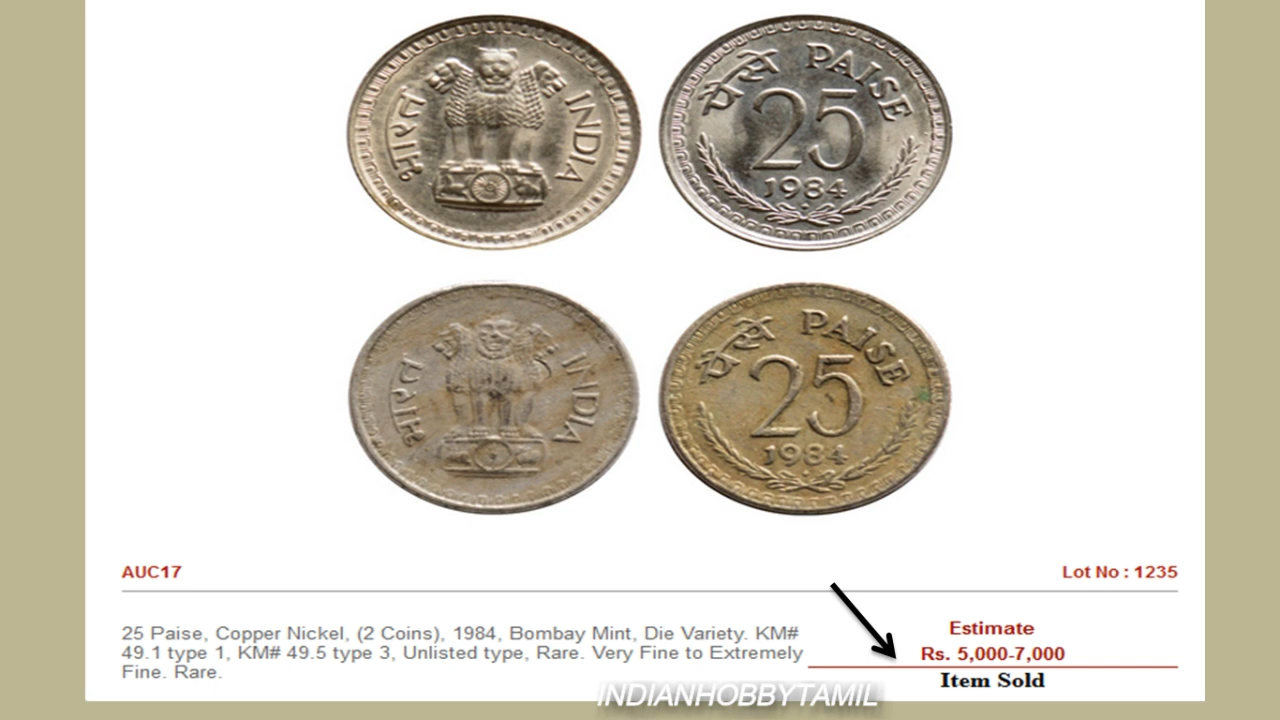 भारत INDIA
पैसे PAISE
25
1984
भारत INDIA
पैसे PAISE
25
1984
AUC17 Lot No : 1235
25 Paise, Copper Nickel, (2 Coins), 1984, Bombay Mint, Die Variety. KM#
49.1 type 1, KM# 49.5 type 3, Unlisted type, Rare. Very Fine to Extremely
Fine. Rare.
Estimate
Rs. 5,000-7,000
Item Sold
INDIANHOBBYTAMIL